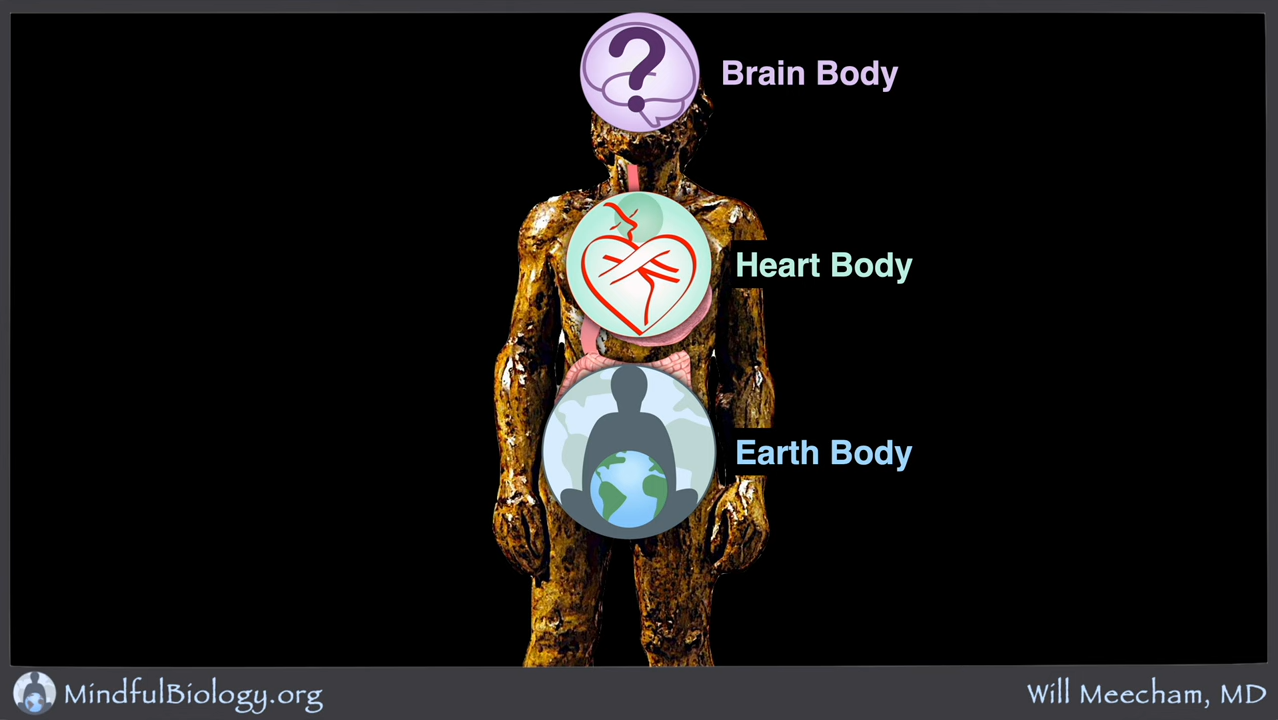 ?
Brain Body
Heart Body
Earth Body
MindfulBiology.org
Will Meecham, MD